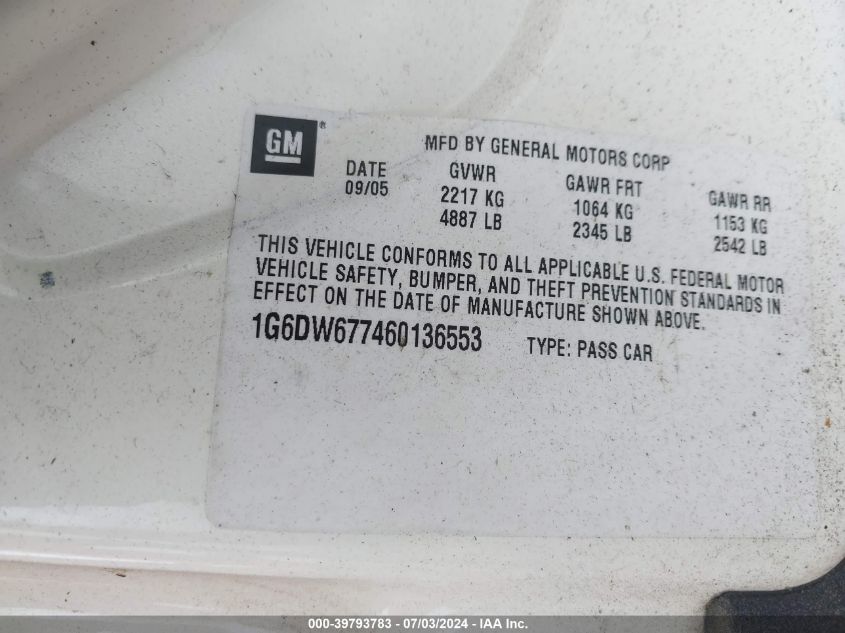 GM®
MFD BY GENERAL MOTORS CORP
DATE GVWR GAWR FRT GAWR RR
09/05 2217 KG 1064 KG 1153 KG
4887 LB 2345 LB 2542 LB
THIS VEHICLE CONFORMS TO ALL APPLICABLE U.S. FEDERAL MOTOR
VEHICLE SAFETY, BUMPER, AND THEFT PREVENTION STANDARDS IN
EFFECT ON THE DATE OF MANUFACTURE SHOWN ABOVE.
1G6DW677460136553 TYPE: PASS CAR
000-39793783 - 07/03/2024 - IAA, Inc.